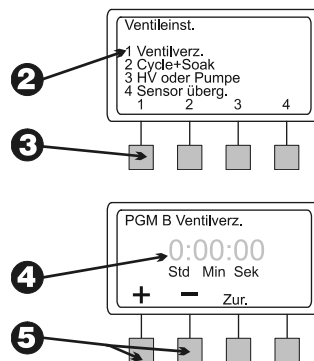 Ventileinst.
1 Ventilverz.
2 Cycle+Soak
3 HV oder Pumpe
4 Sensor überg.
1 2 3 4
2
3
PGM B Ventilverz.
0:00:00
Std Min Sek
+ − Zur.
4
5